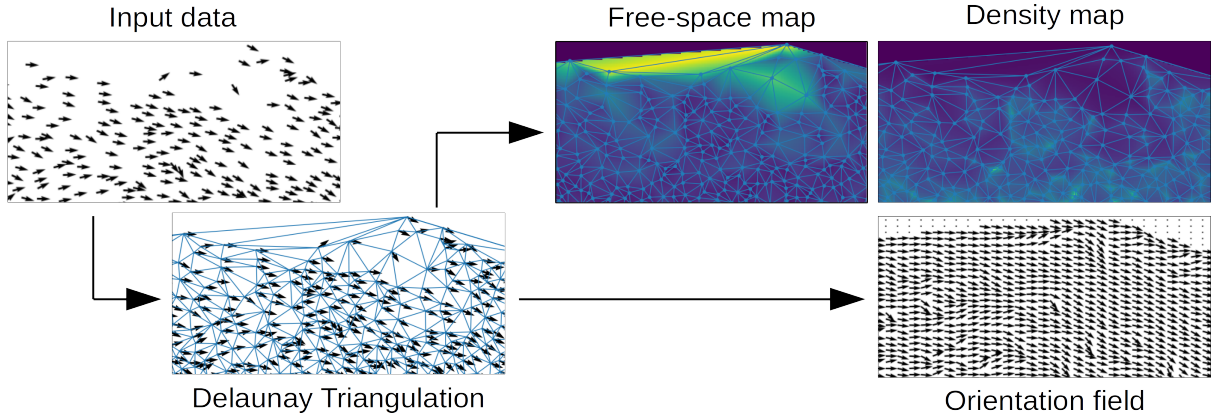 Input data
Free-space map
Density map
Delaunay Triangulation
Orientation field